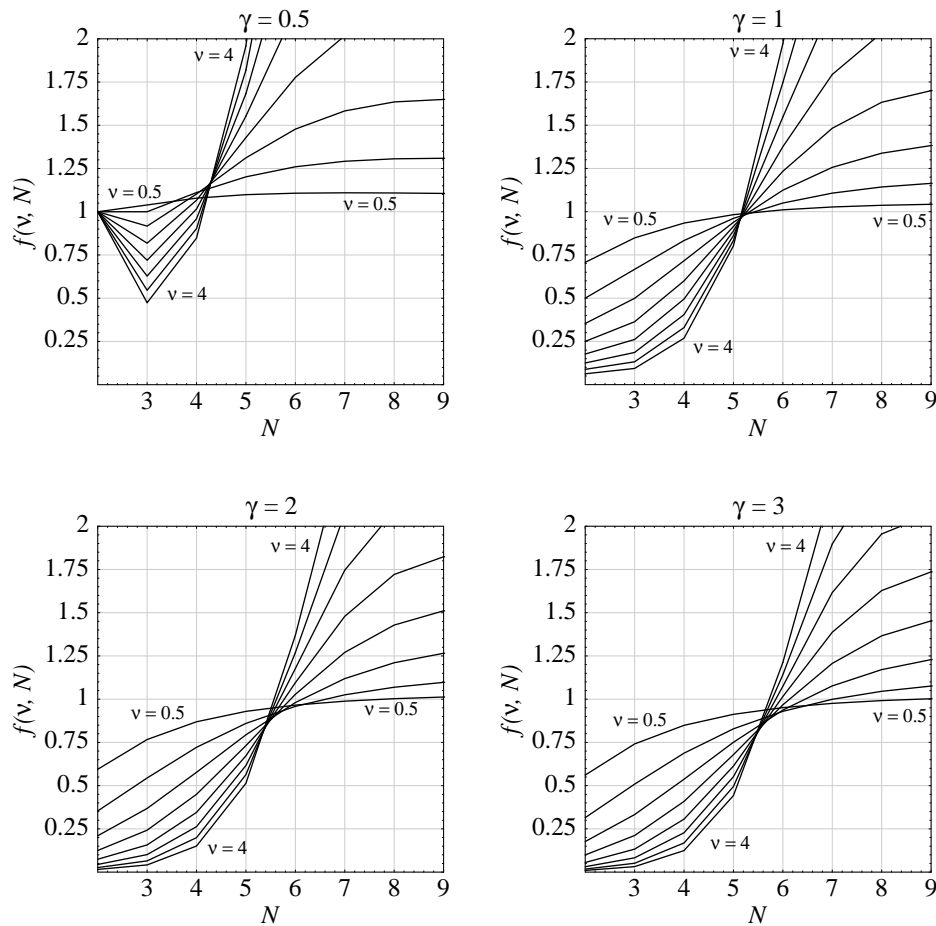 γ = 0.5
2
1.75
1.5
1.25
1
0.75
0.5
0.25
f(ν, N)
ν = 4
ν = 0.5
ν = 0.5
ν = 4
3 4 5 6 7 8 9
N
γ = 1
2
1.75
1.5
1.25
1
0.75
0.5
0.25
f(ν, N)
ν = 4
ν = 0.5
ν = 0.5
ν = 4
3 4 5 6 7 8 9
N
γ = 2
2
1.75
1.5
1.25
1
0.75
0.5
0.25
f(ν, N)
ν = 4
ν = 0.5
ν = 0.5
ν = 4
3 4 5 6 7 8 9
N
γ = 3
2
1.75
1.5
1.25
1
0.75
0.5
0.25
f(ν, N)
ν = 4
ν = 0.5
ν = 0.5
ν = 4
3 4 5 6 7 8 9
N